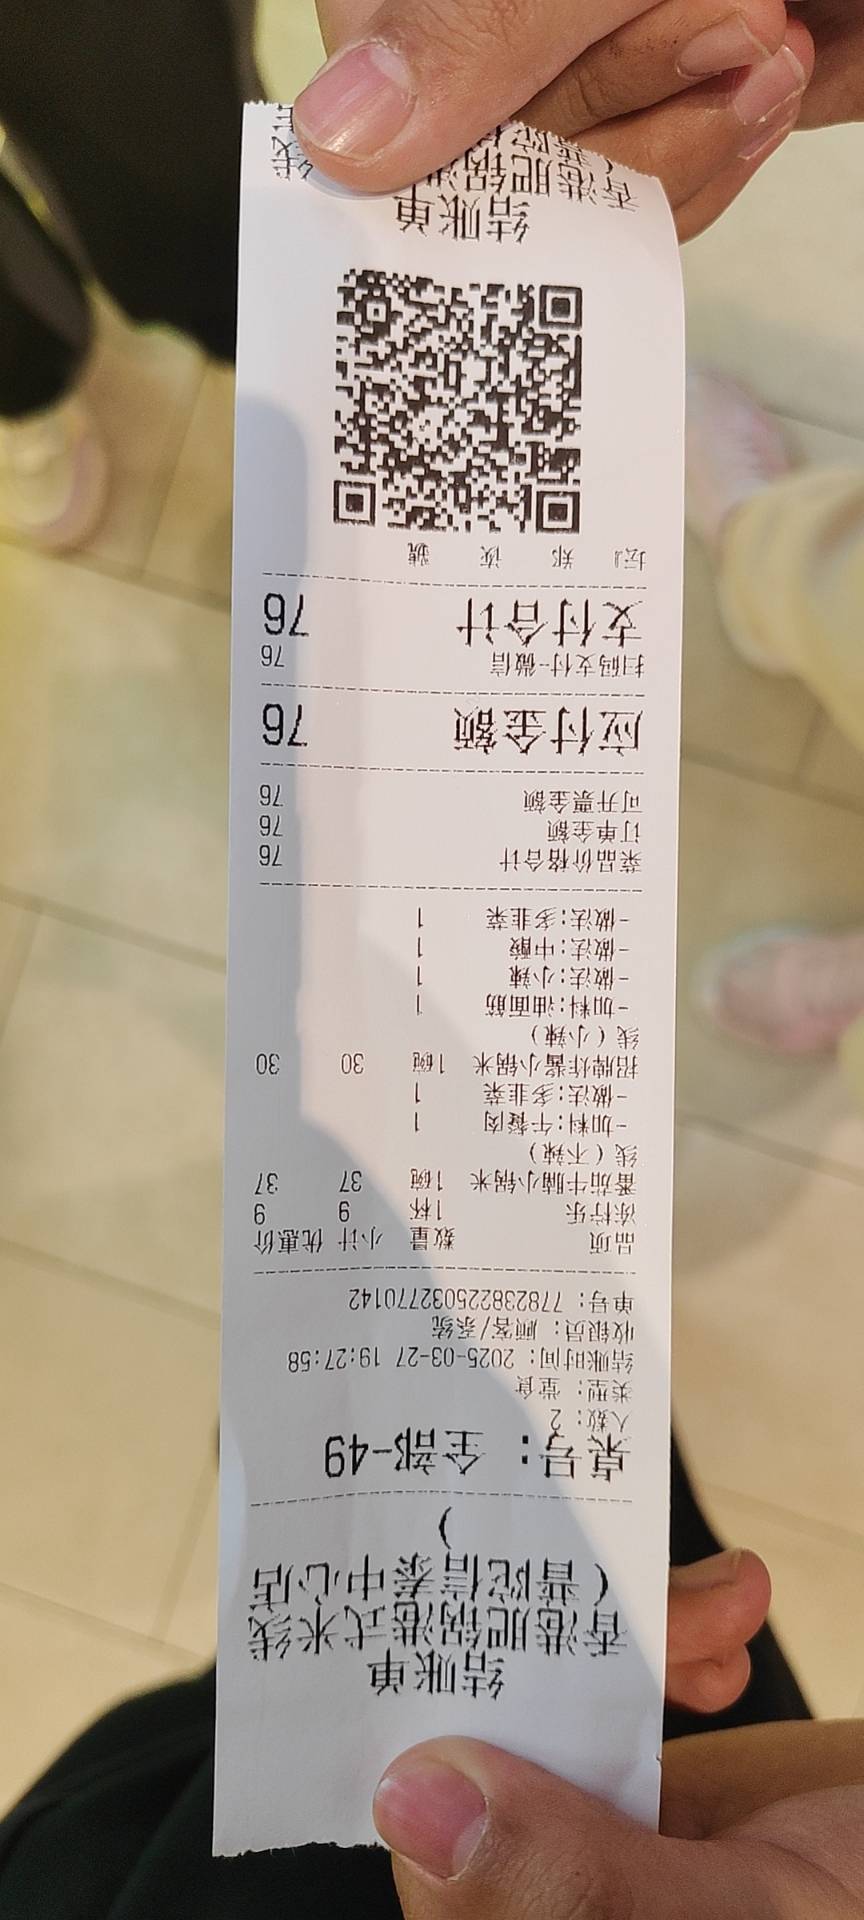 结账单
香港肥锅港式米线
（普陀信泰中心店
）
桌号：全部-49
人数：2
类型：堂食
结账时间：2025-03-27 19:27:58
收银员：顾客/系统
单号：7782382250327​70142
品项 数量 小计 优惠价
冻柠乐 1杯 9 9
番茄牛腩小锅米 1碗 37 37
线（不辣）
-加料:午餐肉 1
-做法:多韭菜 1
招牌炸酱小锅米 1碗 30 30
线（小辣）
-加料:油面筋 1
-做法:小辣 1
-做法:中酸 1
-做法:多韭菜 1
菜品价格合计 76
订单金额 76
可开票金额 76
应付金额 76
扫码支付-微信 76
支付合计 76
结账单
香港肥锅港